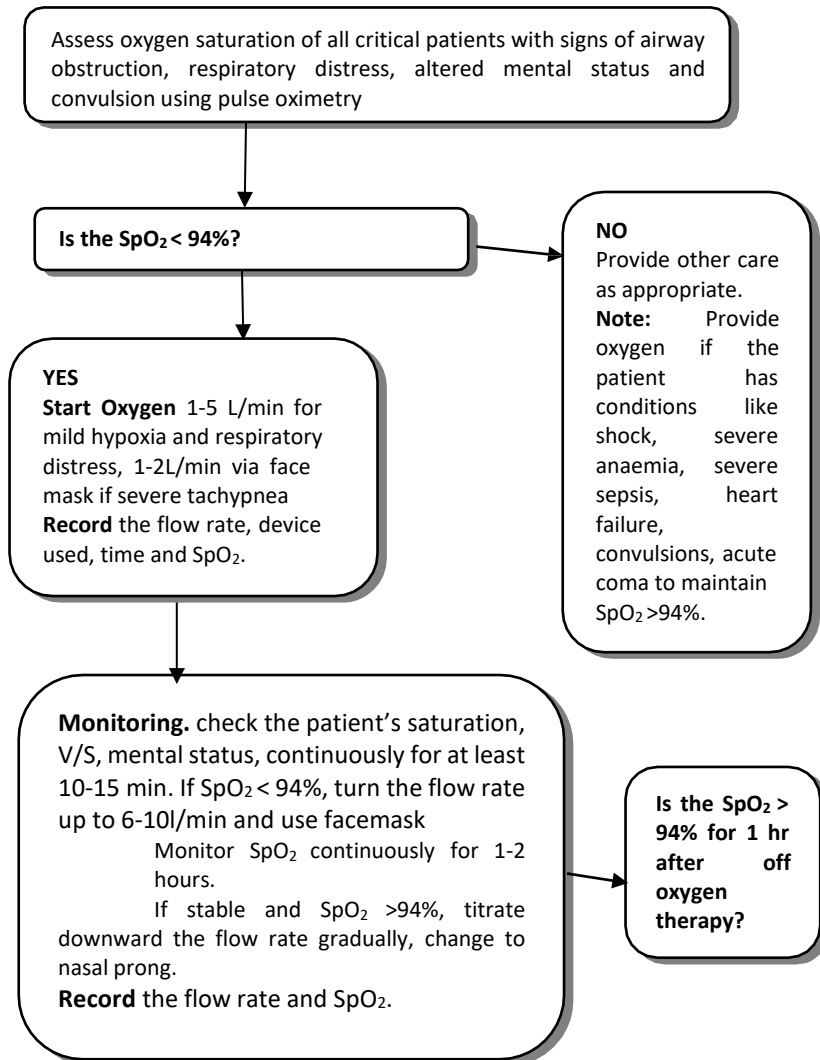 Assess oxygen saturation of all critical patients with signs of airway
obstruction, respiratory distress, altered mental status and
convulsion using pulse oximetry
Is the SpO₂ < 94%?
NO
Provide other care
as appropriate.
Note: Provide
oxygen if the
patient has
conditions like
shock, severe
anaemia, severe
sepsis, heart
failure,
convulsions, acute
coma to maintain
SpO₂ >94%.
YES
Start Oxygen 1-5 L/min for
mild hypoxia and respiratory
distress, 1-2L/min via face
mask if severe tachypnea
Record the flow rate, device
used, time and SpO₂.
Monitoring. check the patient’s saturation,
V/S, mental status, continuously for at least
10-15 min. If SpO₂ < 94%, turn the flow rate
up to 6-10l/min and use facemask
Monitor SpO₂ continuously for 1-2
hours.
If stable and SpO₂ >94%, titrate
downward the flow rate gradually, change to
nasal prong.
Record the flow rate and SpO₂.
Is the SpO₂ >
94% for 1 hr
after off
oxygen
therapy?